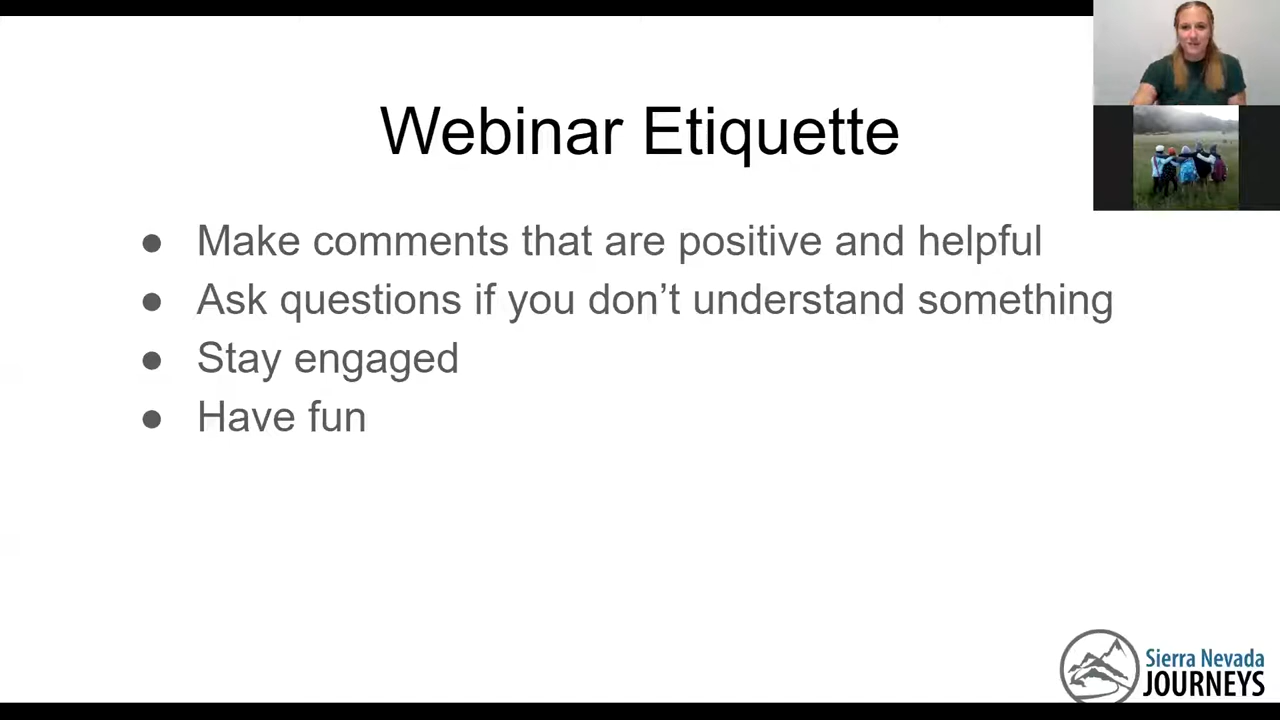 Webinar Etiquette
● Make comments that are positive and helpful
● Ask questions if you don’t understand something
● Stay engaged
● Have fun
Sierra Nevada
JOURNEYS